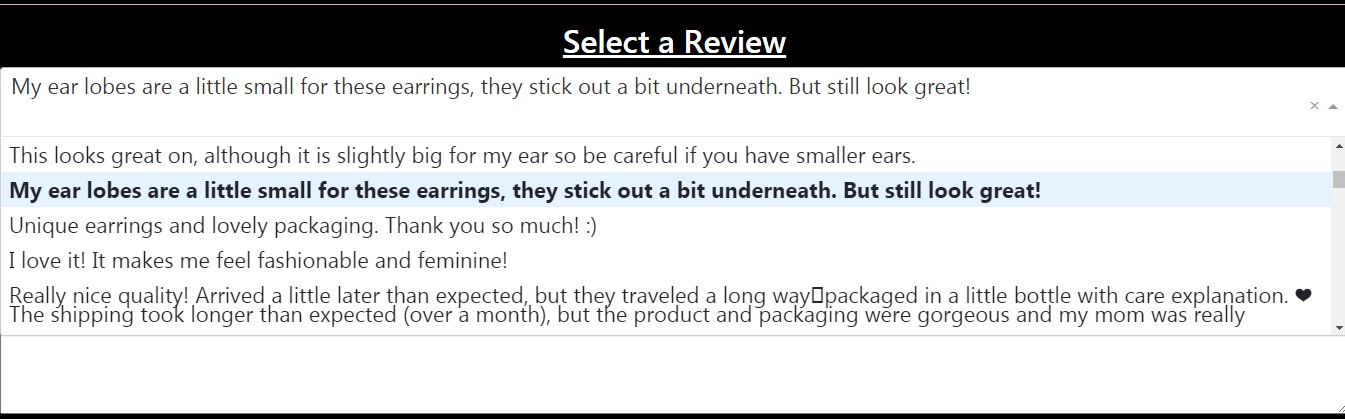 Select a Review
My ear lobes are a little small for these earrings, they stick out a bit underneath. But still look great!
This looks great on, although it is slightly big for my ear so be careful if you have smaller ears.
My ear lobes are a little small for these earrings, they stick out a bit underneath. But still look great!
Unique earrings and lovely packaging. Thank you so much! :)
I love it! It makes me feel fashionable and feminine!
Really nice quality! Arrived a little later than expected, but they traveled a long way▯packaged in a little bottle with care explanation. ❤
The shipping took longer than expected (over a month), but the product and packaging were gorgeous and my mom was really